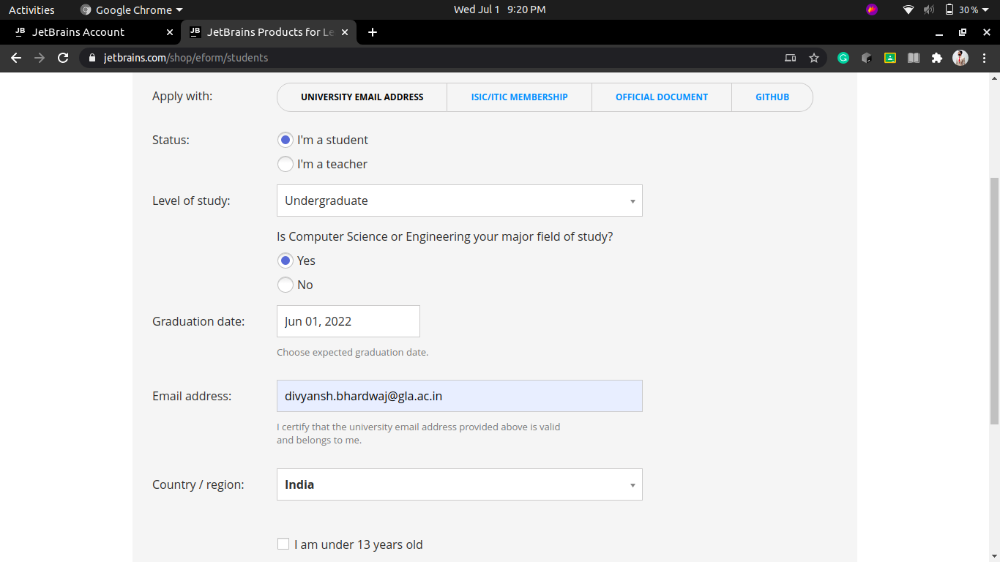 Activities Google Chrome Wed Jul 1 9:20 PM 30 %
JB JetBrains Account JB JetBrains Products for Le
jetbrains.com/shop/eform/students
Apply with: UNIVERSITY EMAIL ADDRESS ISIC/ITIC MEMBERSHIP OFFICIAL DOCUMENT GITHUB
Status: I'm a student
I'm a teacher
Level of study: Undergraduate
Is Computer Science or Engineering your major field of study?
Yes
No
Graduation date: Jun 01, 2022
Choose expected graduation date.
Email address: divyansh.bhardwaj@gla.ac.in
I certify that the university email address provided above is valid
and belongs to me.
Country / region: India
I am under 13 years old